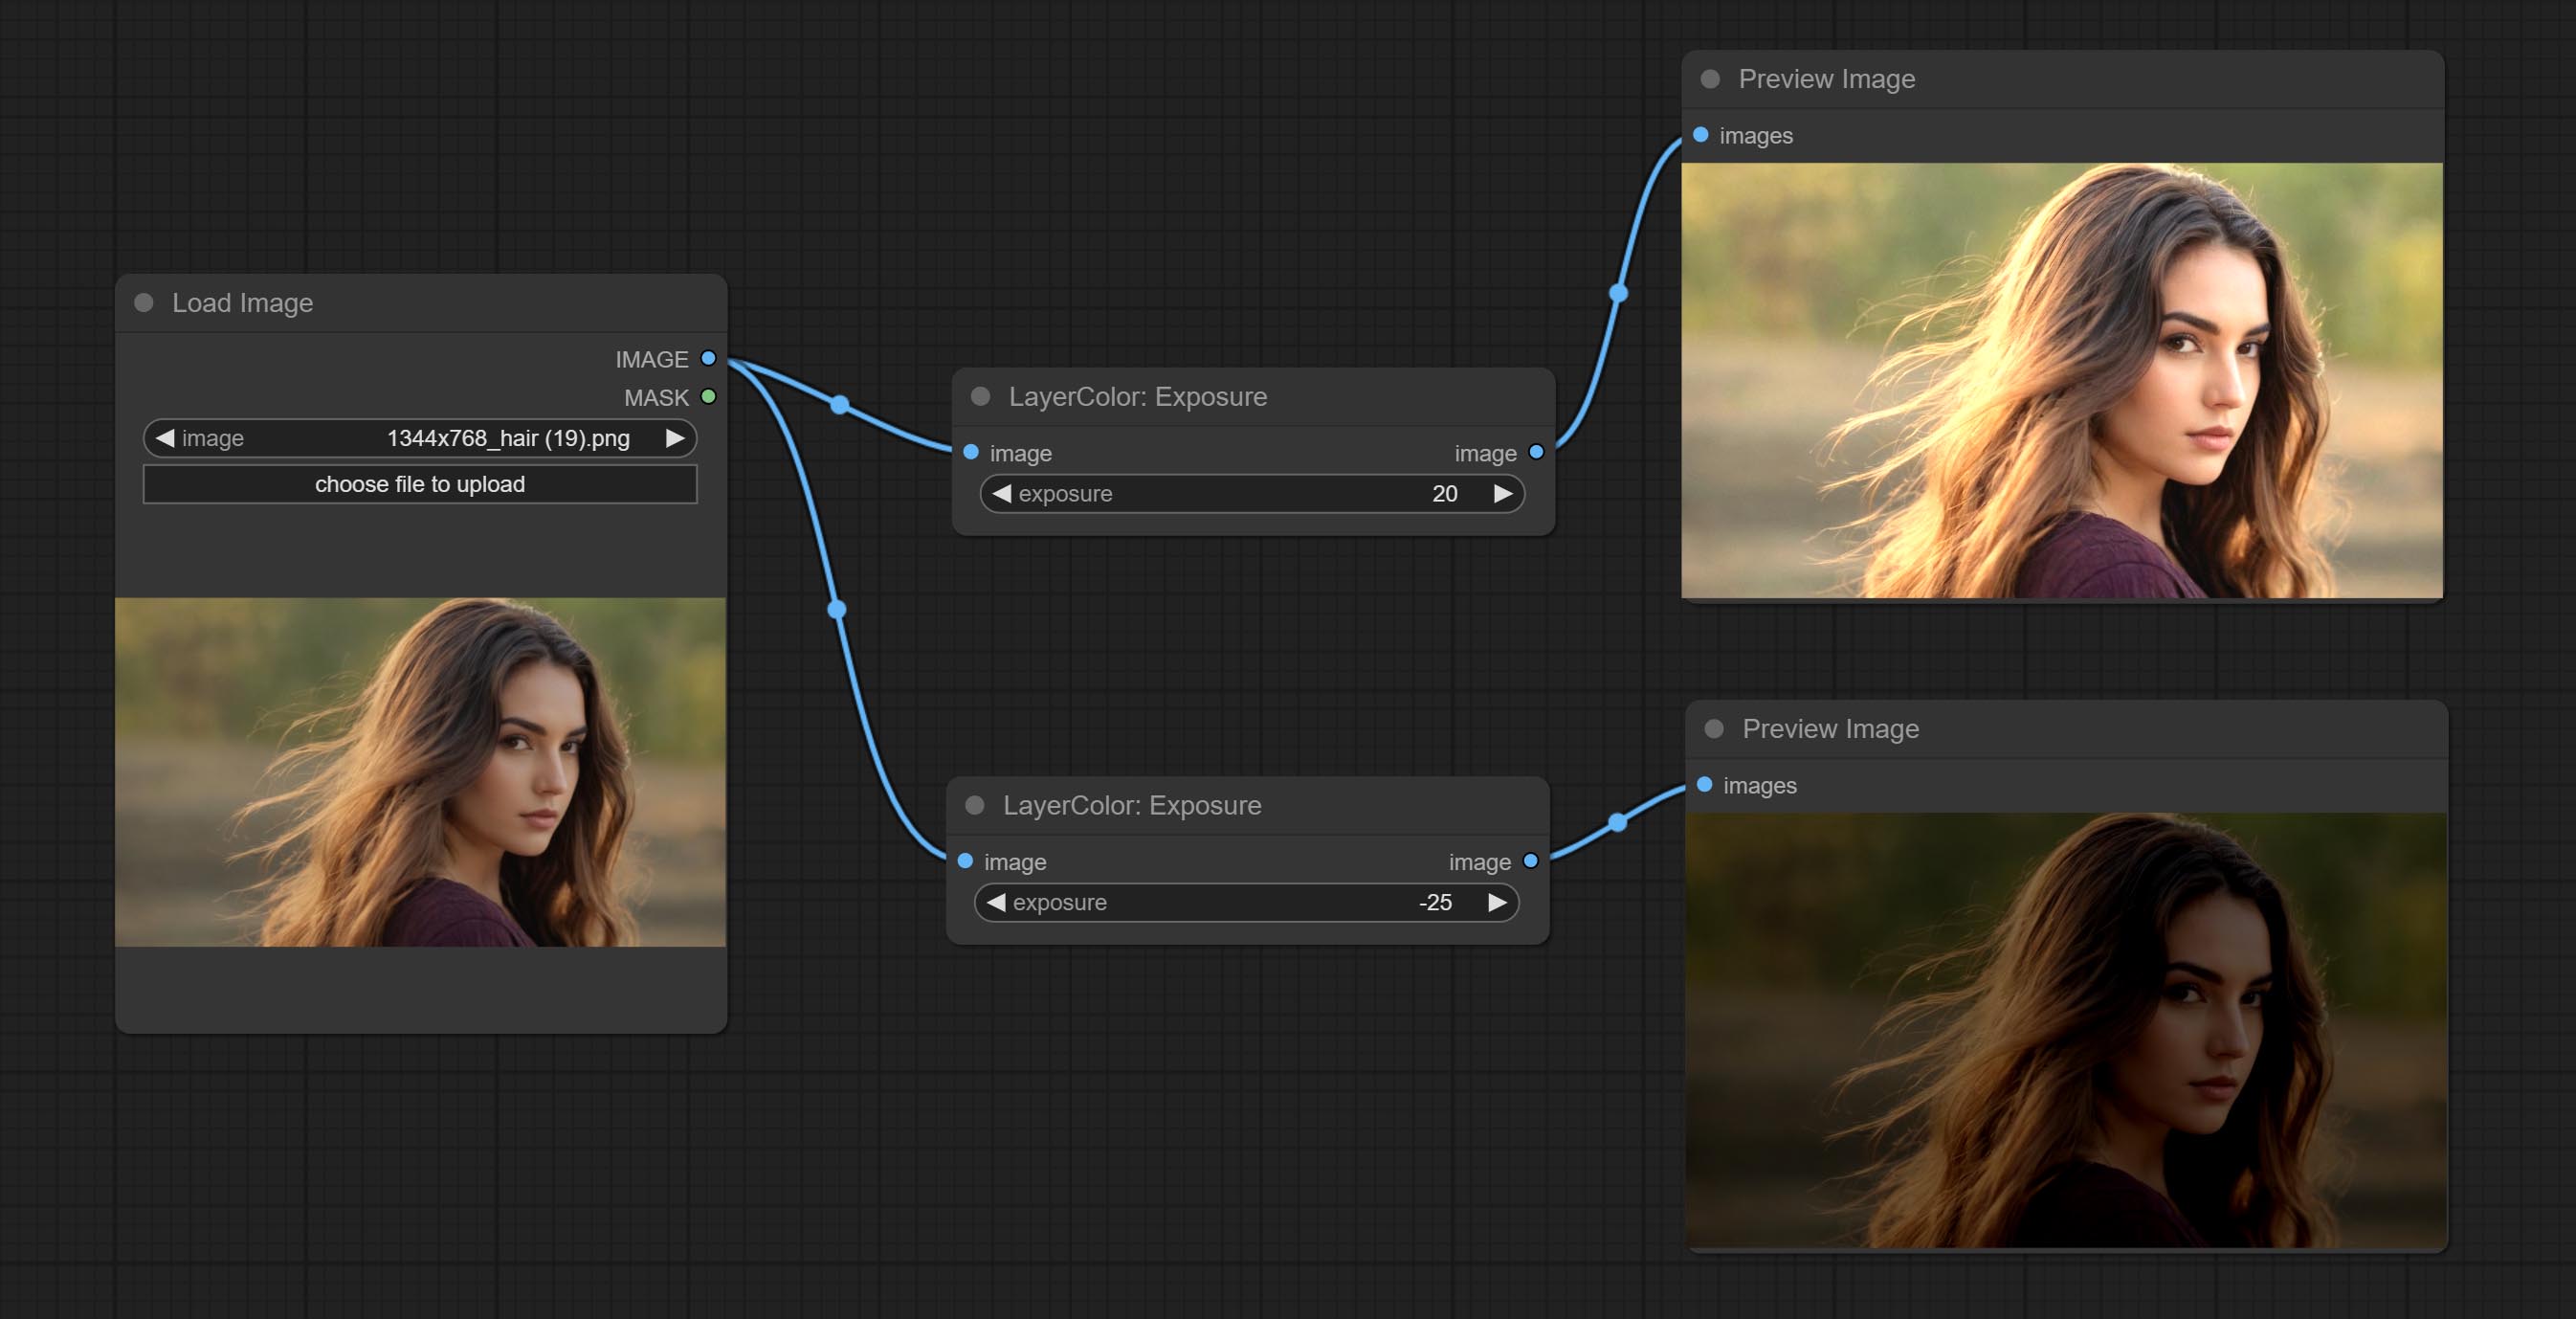 Load Image
IMAGE
MASK
image 1344x768_hair (19).png
choose file to upload
LayerColor: Exposure
image image
exposure 20
Preview Image
images
LayerColor: Exposure
image image
exposure -25
Preview Image
images